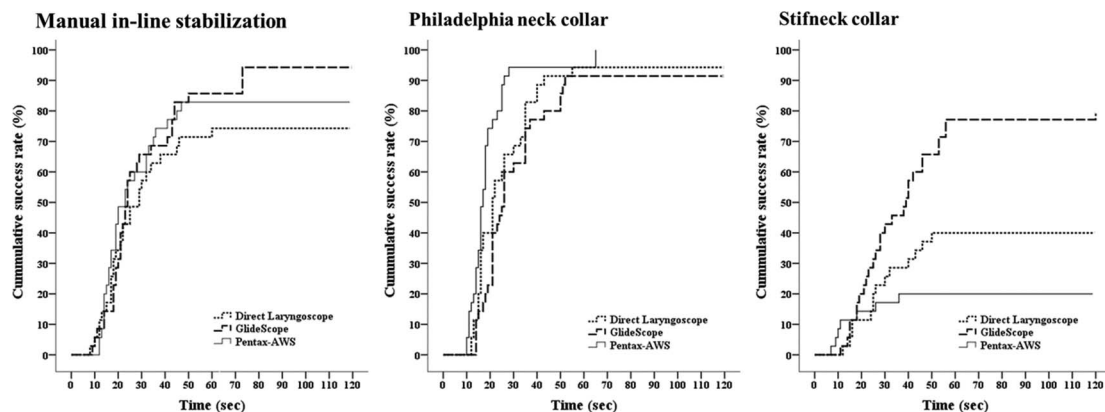 Manual in-line stabilization
Cummulative success rate (%)
100
90
80
70
60
50
40
30
20
10
0
Direct Laryngoscope
GlideScope
Pentax-AWS
0 10 20 30 40 50 60 70 80 90 100 110 120
Time (sec)
Philadelphia neck collar
Cummulative success rate (%)
100
90
80
70
60
50
40
30
20
10
0
Direct Laryngoscope
GlideScope
Pentax-AWS
0 10 20 30 40 50 60 70 80 90 100 110 120
Time (sec)
Stifneck collar
Cummulative success rate (%)
100
90
80
70
60
50
40
30
20
10
0
Direct Laryngoscope
GlideScope
Pentax-AWS
0 10 20 30 40 50 60 70 80 90 100 110 120
Time (sec)